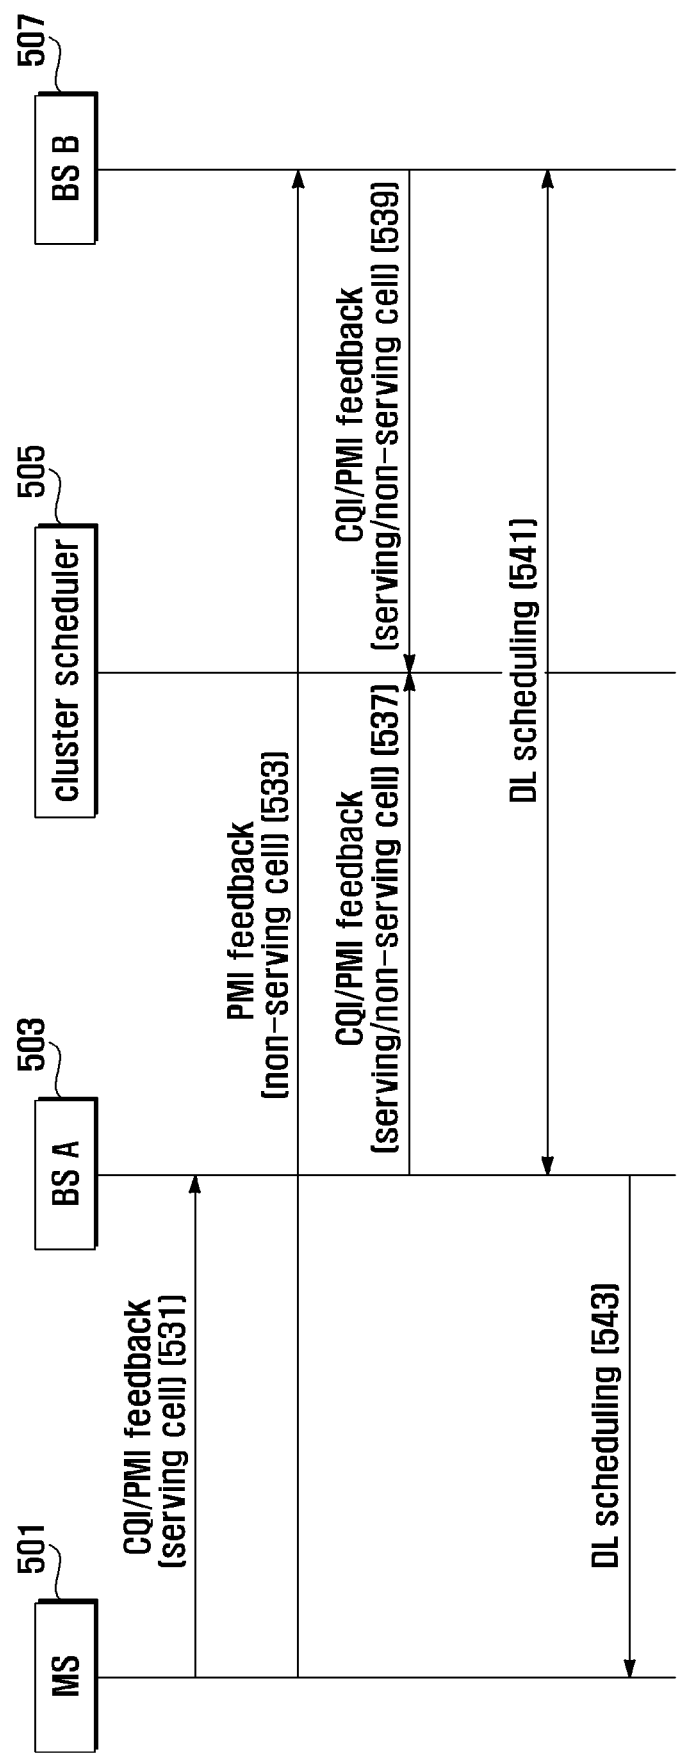 501
503
505
507
MS
BS A
cluster scheduler
BS B
CQI/PMI feedback
(serving cell) (531)
PMI feedback
(non-serving cell) (533)
CQI/PMI feedback
(serving/non-serving cell) (537)
CQI/PMI feedback
(serving/non-serving cell) (539)
DL scheduling (541)
DL scheduling (543)